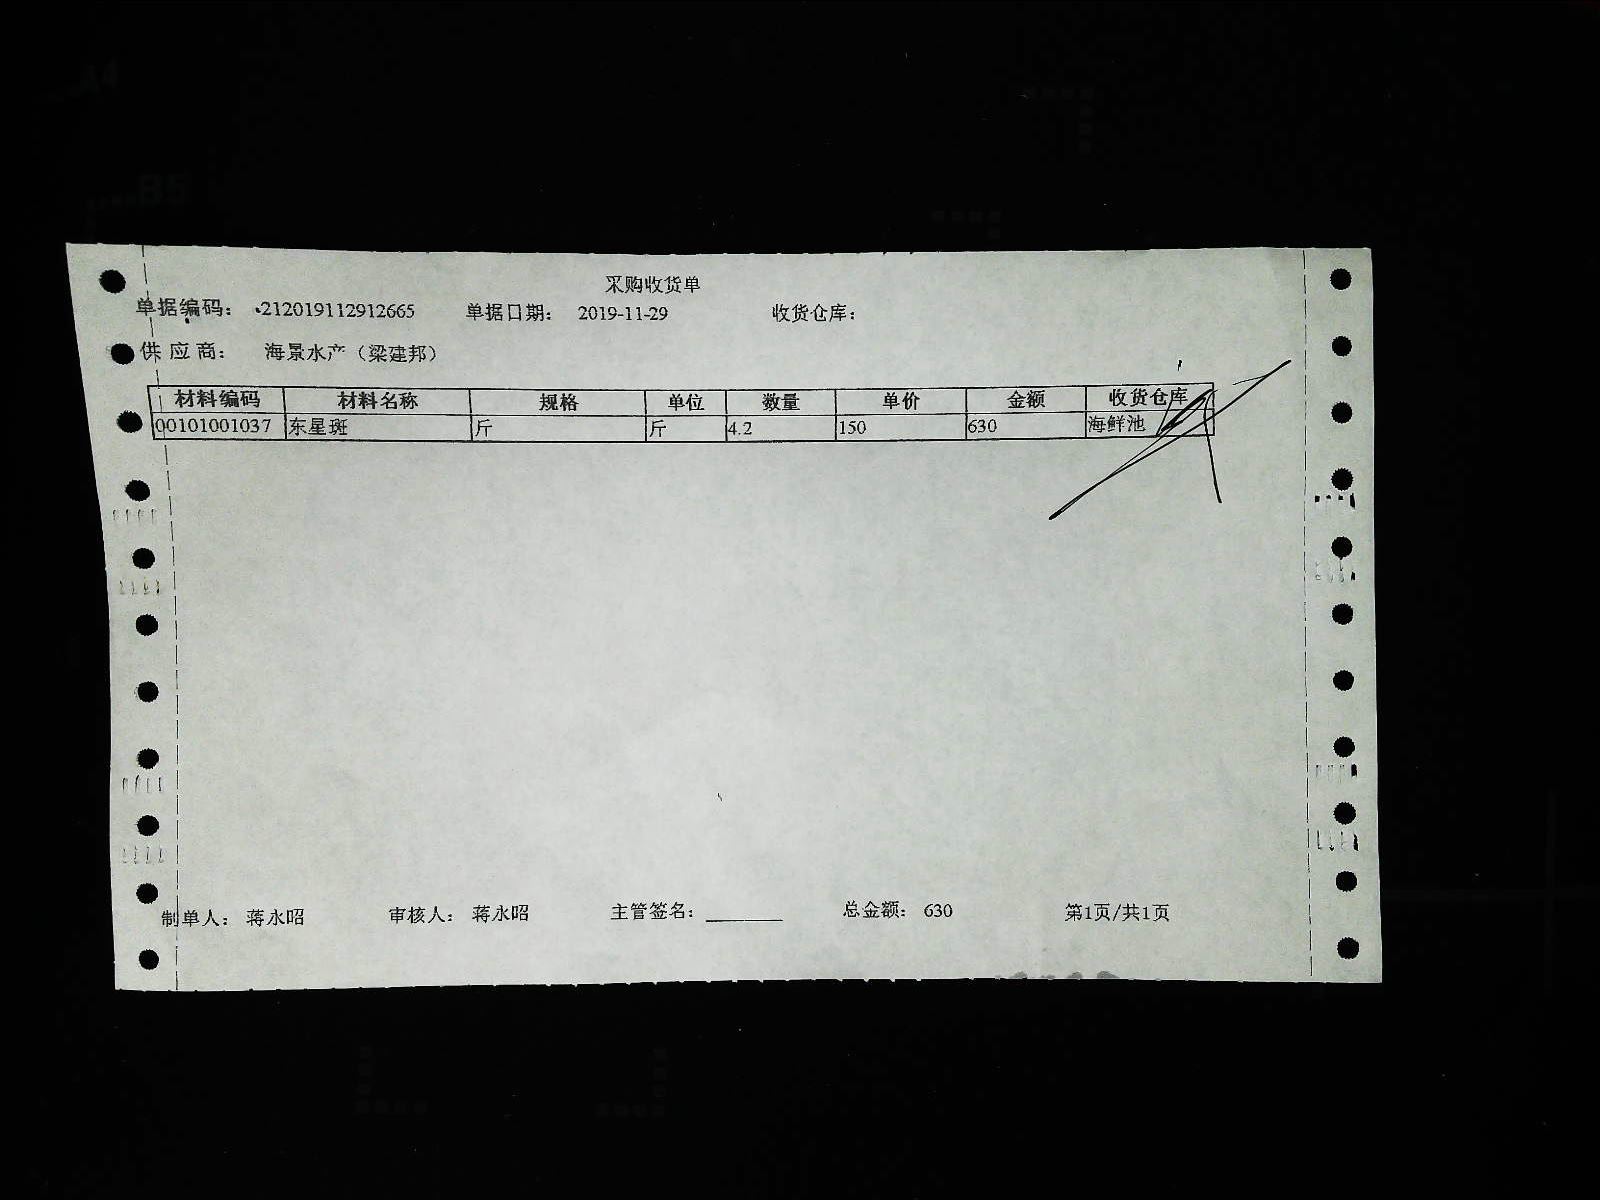 采购收货单
单据编码： 212019112912665 单据日期： 2019-11-29 收货仓库：
供应商： 海景水产（梁建邦）
材料编码 材料名称 规格 单位 数量 单价 金额 收货仓库
00101001037 东星斑 斤 斤 4.2 150 630 海鲜池
制单人： 蒋永昭 审核人： 蒋永昭 主管签名： 总金额： 630 第1页/共1页